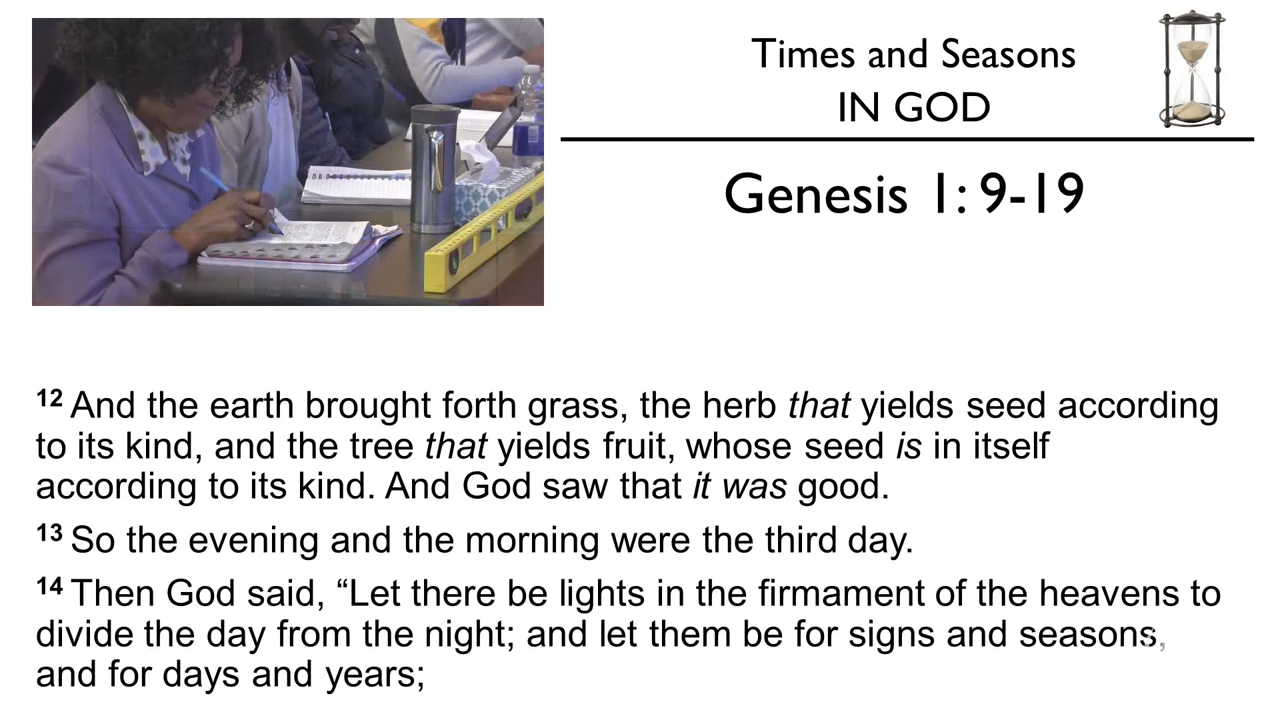 Times and Seasons
IN GOD
Genesis 1: 9-19
12 And the earth brought forth grass, the herb that yields seed according
to its kind, and the tree that yields fruit, whose seed is in itself
according to its kind. And God saw that it was good.
13 So the evening and the morning were the third day.
14 Then God said, “Let there be lights in the firmament of the heavens to
divide the day from the night; and let them be for signs and seasons,
and for days and years;